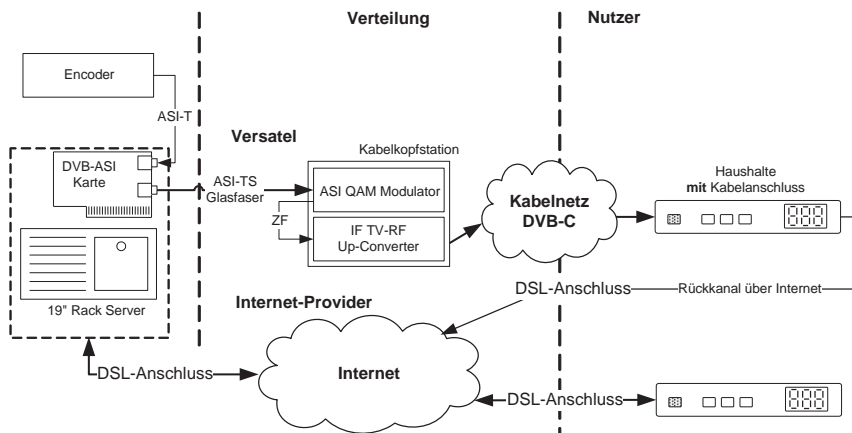 Verteilung
Nutzer
Encoder
ASI-T
Versatel
Kabelkopfstation
DVB-ASI
Karte
ASI-TS
Glasfaser
ASI QAM Modulator
ZF
IF TV-RF
Up-Converter
Kabelnetz
DVB-C
Haushalte
mit Kabelanschluss
19" Rack Server
Internet-Provider
DSL-Anschluss
Rückkanal über Internet
DSL-Anschluss
Internet
DSL-Anschluss